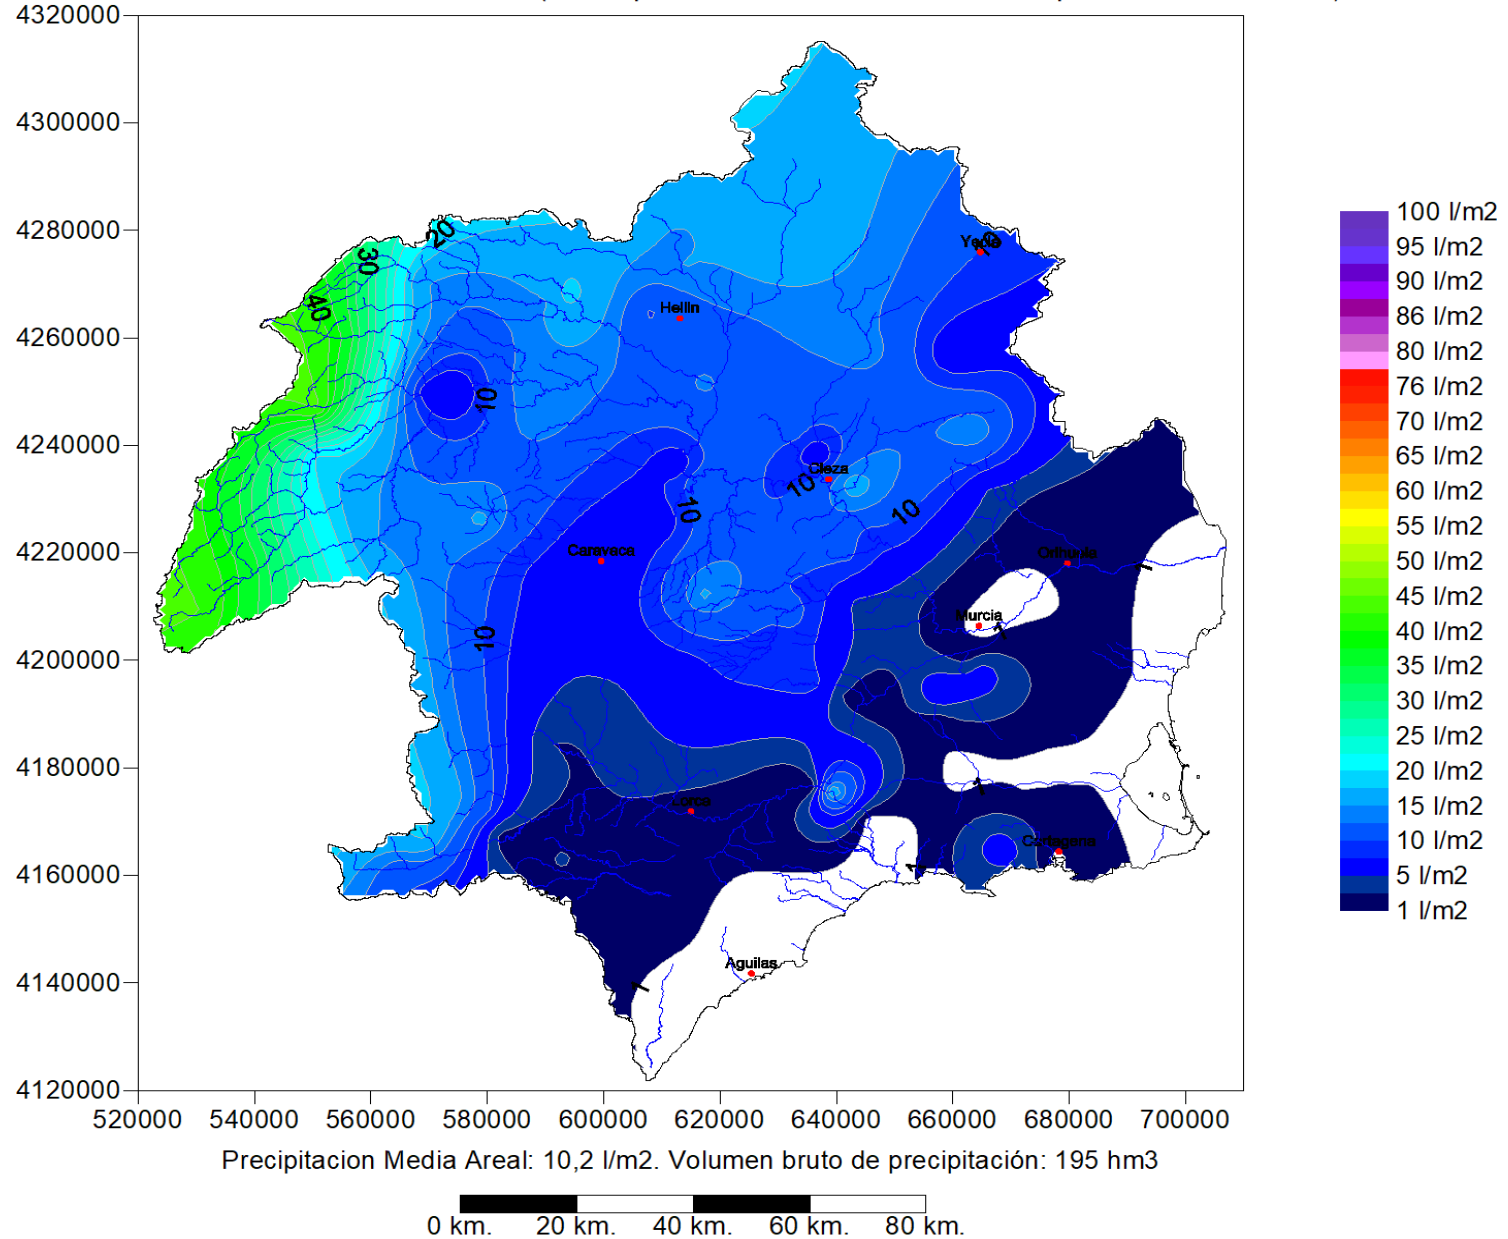 4320000
4300000
4280000
4260000
4240000
4220000
4200000
4180000
4160000
4140000
4120000
520000
540000
560000
580000
600000
620000
640000
660000
680000
700000
20
30
40
Yecla
10
Hellin
10
Cieza
10
10
10
Caravaca
Orihuela
1
Murcia
1
10
1
Lorca
Cartagena
1
Aguilas
1
100 l/m2
95 l/m2
90 l/m2
86 l/m2
80 l/m2
76 l/m2
70 l/m2
65 l/m2
60 l/m2
55 l/m2
50 l/m2
45 l/m2
40 l/m2
35 l/m2
30 l/m2
25 l/m2
20 l/m2
15 l/m2
10 l/m2
5 l/m2
1 l/m2
Precipitacion Media Areal: 10,2 l/m2. Volumen bruto de precipitación: 195 hm3
0 km.
20 km.
40 km.
60 km.
80 km.